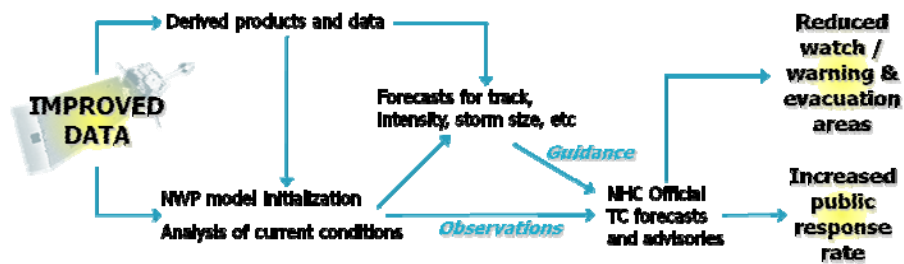 IMPROVED
DATA
Derived products and data
NWP model initialization
Analysis of current conditions
Forecasts for track,
intensity, storm size, etc
Guidance
Observations
NHC Official
TC forecasts
and advisories
Reduced
watch /
warning &
evacuation
areas
Increased
public
response
rate